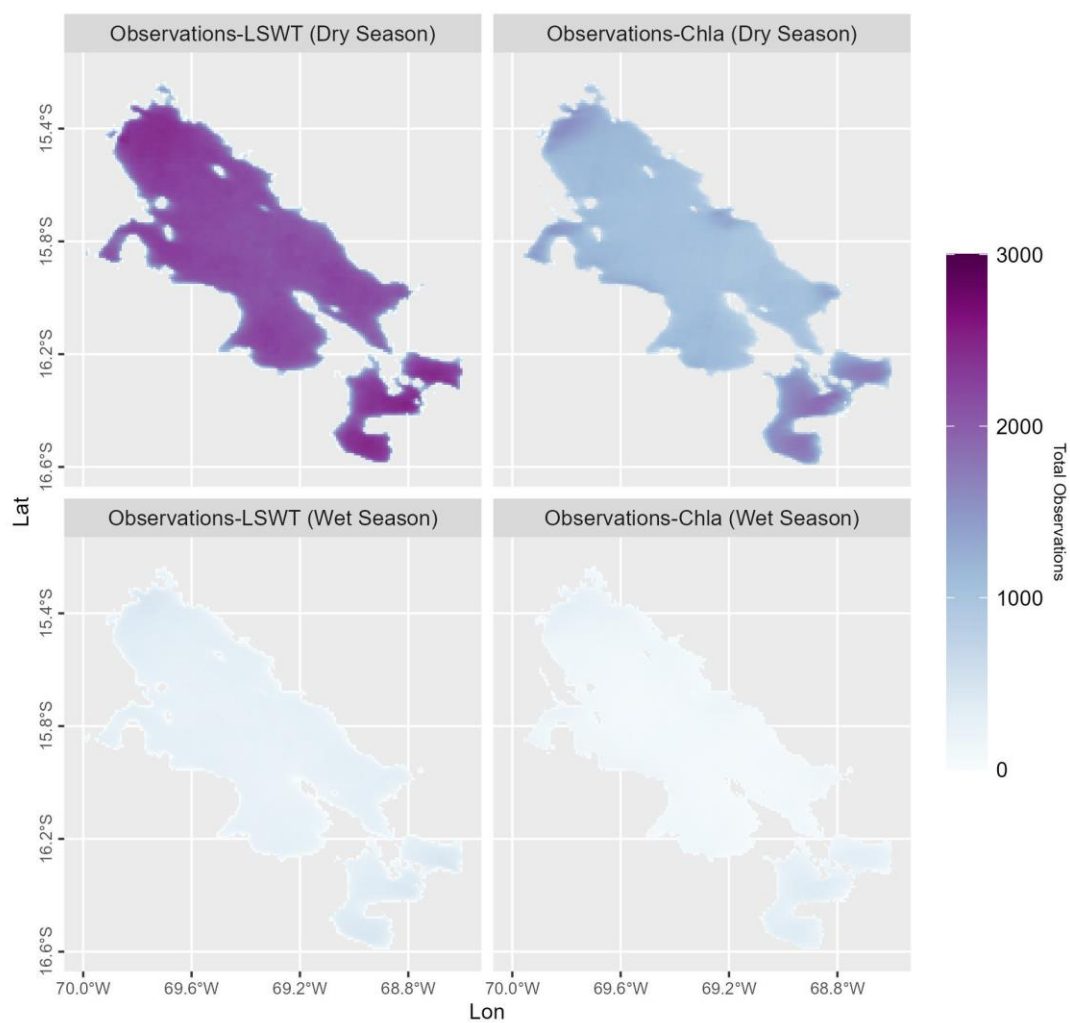 Observations-LSWT (Dry Season)
Observations-Chla (Dry Season)
15.4°S
15.8°S
16.2°S
16.6°S
Lat
Observations-LSWT (Wet Season)
Observations-Chla (Wet Season)
15.4°S
15.8°S
16.2°S
16.6°S
70.0°W
69.6°W
69.2°W
68.8°W
70.0°W
69.6°W
69.2°W
68.8°W
Lon
3000
2000
1000
0
Total Observations